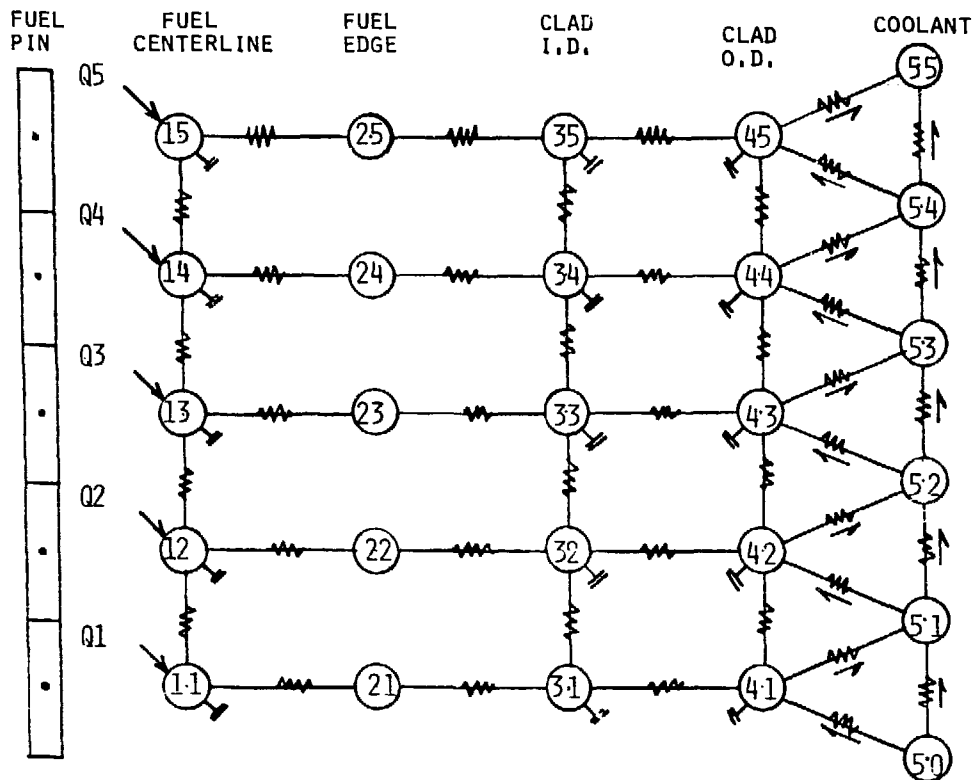 FUEL PIN
FUEL CENTERLINE
FUEL EDGE
CLAD I.D.
CLAD O.D.
COOLANT
55
Q5
15 25 35 45
54
Q4
14 24 34 44
53
Q3
13 23 33 43
52
Q2
12 22 32 42
51
Q1
11 21 31 41
50